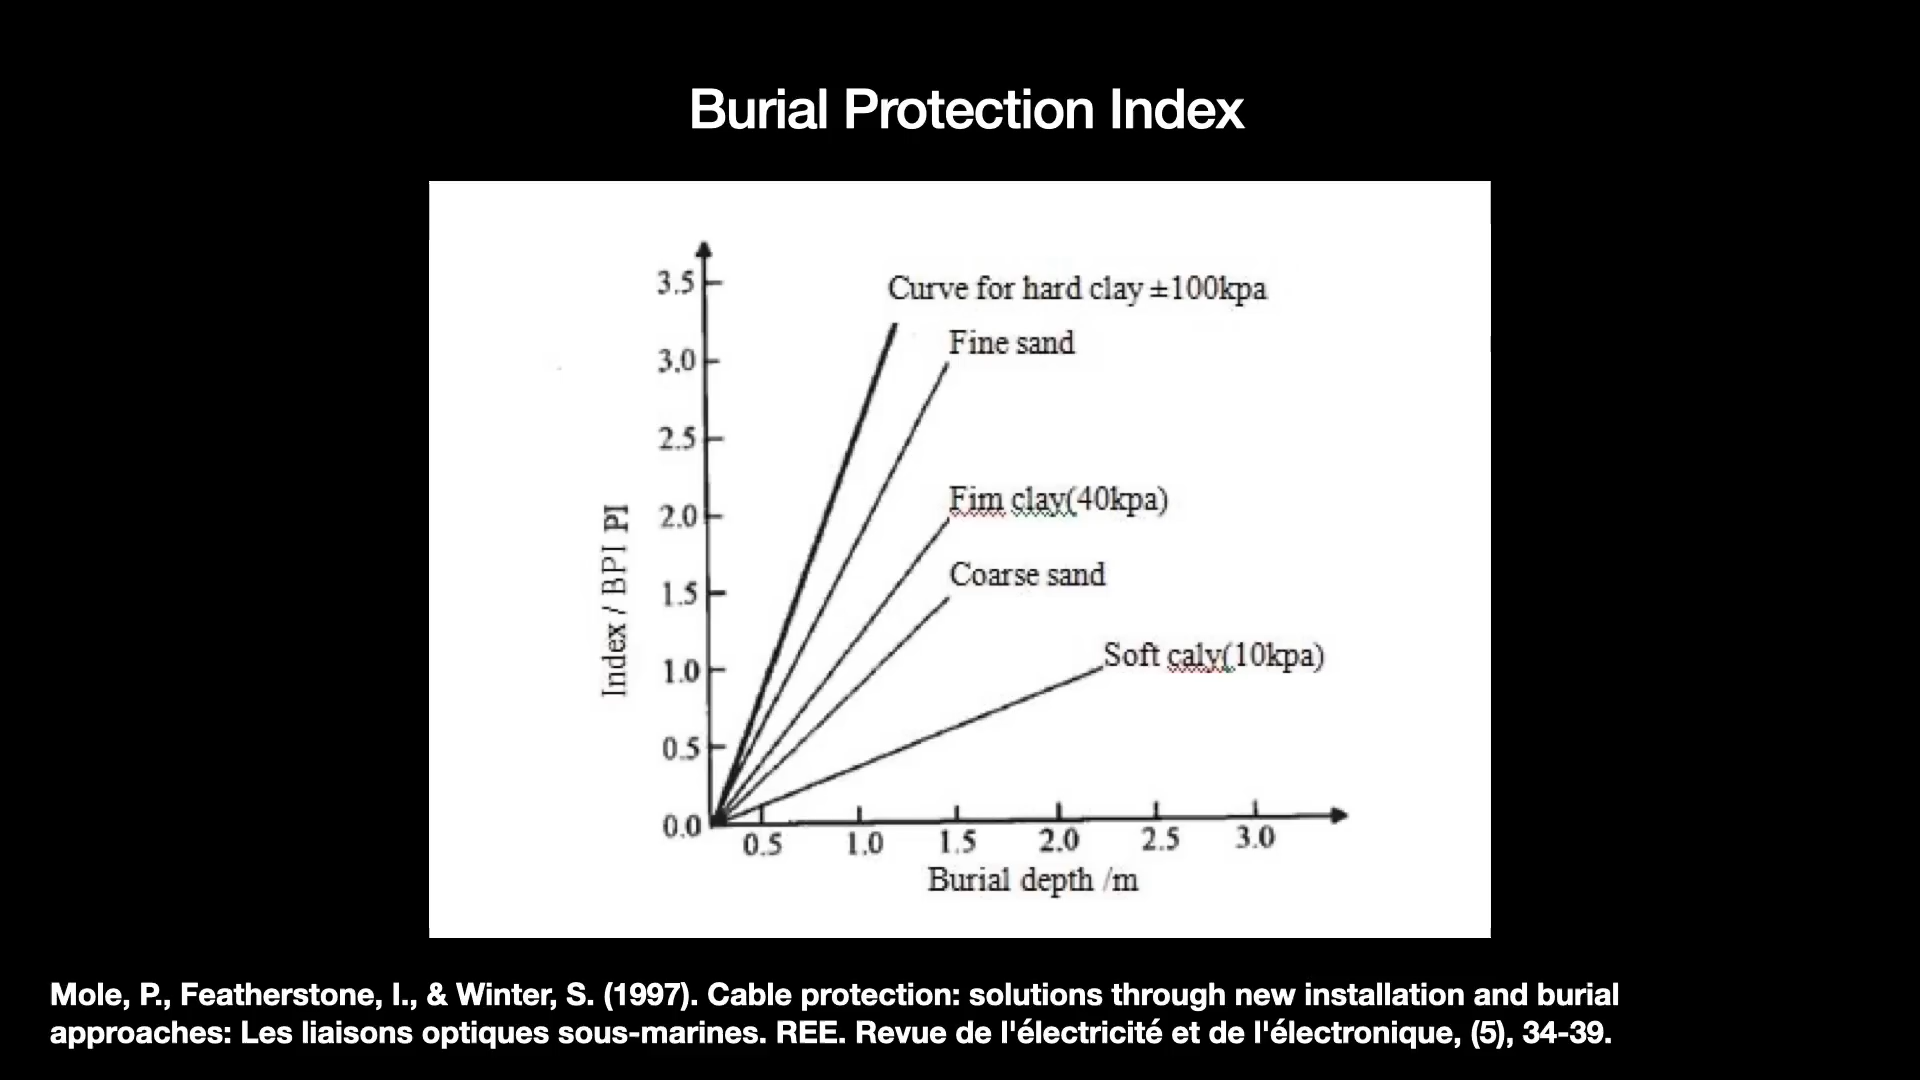 Burial Protection Index
3.5
3.0
2.5
2.0
1.5
1.0
0.5
0.0
Index / BPI PI
Curve for hard clay ±100kpa
Fine sand
Fim clay(40kpa)
Coarse sand
Soft caly(10kpa)
0.5 1.0 1.5 2.0 2.5 3.0
Burial depth /m
Mole, P., Featherstone, I., & Winter, S. (1997). Cable protection: solutions through new installation and burial
approaches: Les liaisons optiques sous-marines. REE. Revue de l'électricité et de l'électronique, (5), 34-39.